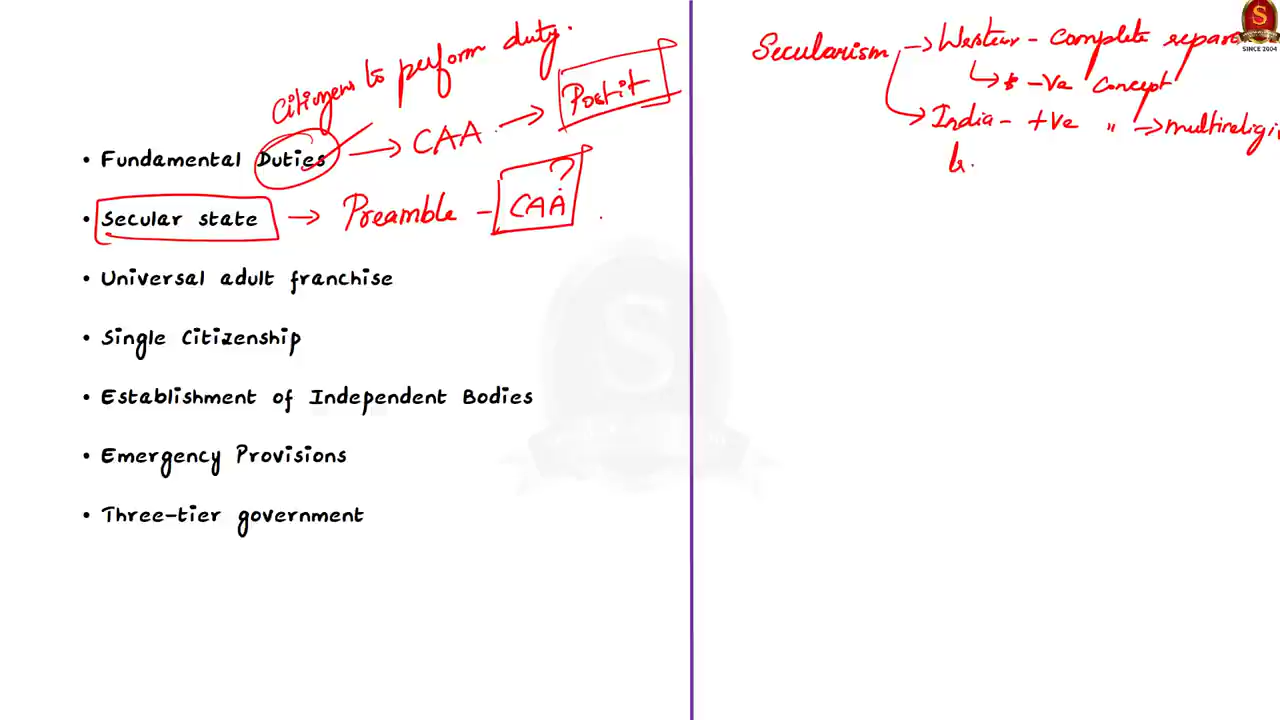 Citizens to perform duty.
• Fundamental Duties → CAA → Postit
• Secular state → Preamble - CAA ?
• Universal adult franchise
• Single Citizenship
• Establishment of Independent Bodies
• Emergency Provisions
• Three-tier government
Secularism → Western - complete separa
↳ -Ve Concept
→ India - +Ve " → multireligi
S
SINCE 2004